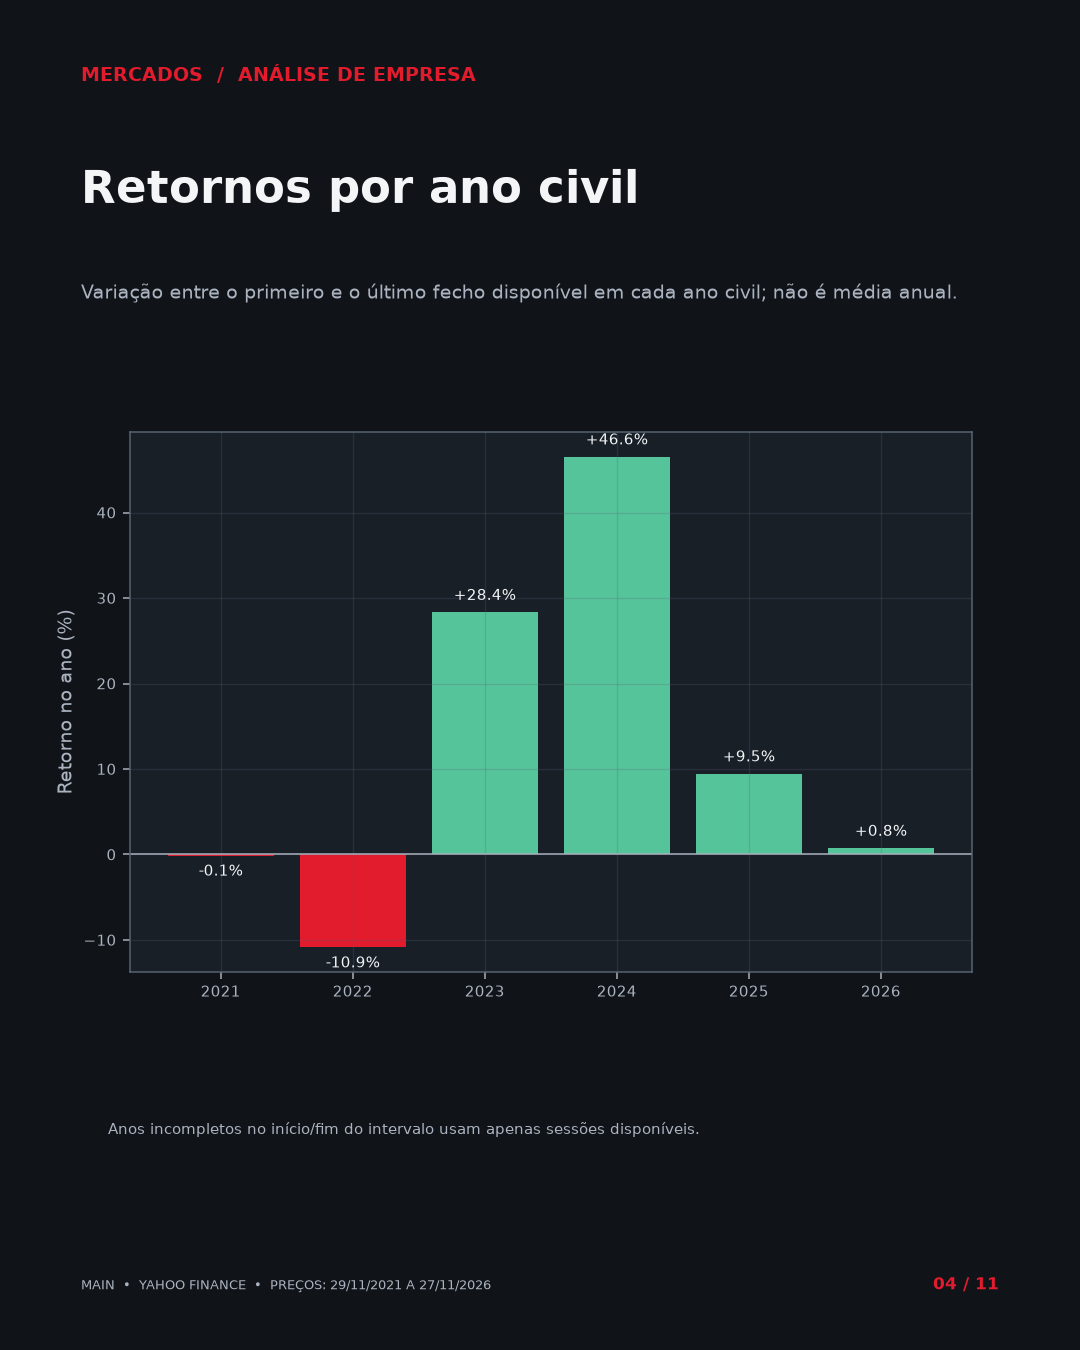 MERCADOS / ANÁLISE DE EMPRESA
Retornos por ano civil
Variação entre o primeiro e o último fecho disponível em cada ano civil; não é média anual.
Retorno no ano (%)
40
30
20
10
0
−10
+46.6%
+28.4%
+9.5%
+0.8%
-0.1%
-10.9%
2021 2022 2023 2024 2025 2026
Anos incompletos no início/fim do intervalo usam apenas sessões disponíveis.
MAIN • YAHOO FINANCE • PREÇOS: 29/11/2021 A 27/11/2026
04 / 11